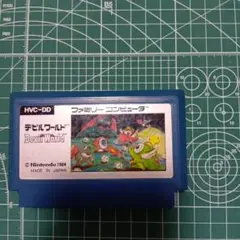 HVC-DD
ファミリー コンピュータ
デビルワールド
Devil World
© Nintendo 1984
MADE IN JAPAN